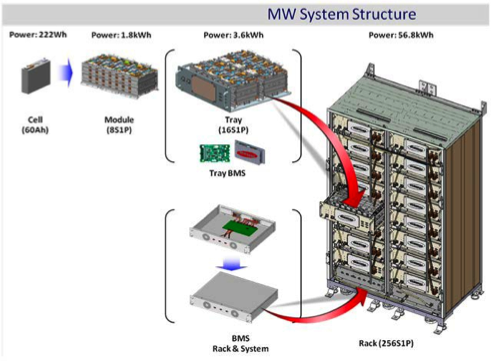 MW System Structure
Power: 222Wh
Power: 1.8kWh
Power: 3.6kWh
Power: 56.8kWh
Cell
(60Ah)
Module
(8S1P)
Tray
(16S1P)
Tray BMS
BMS
Rack & System
Rack (256S1P)